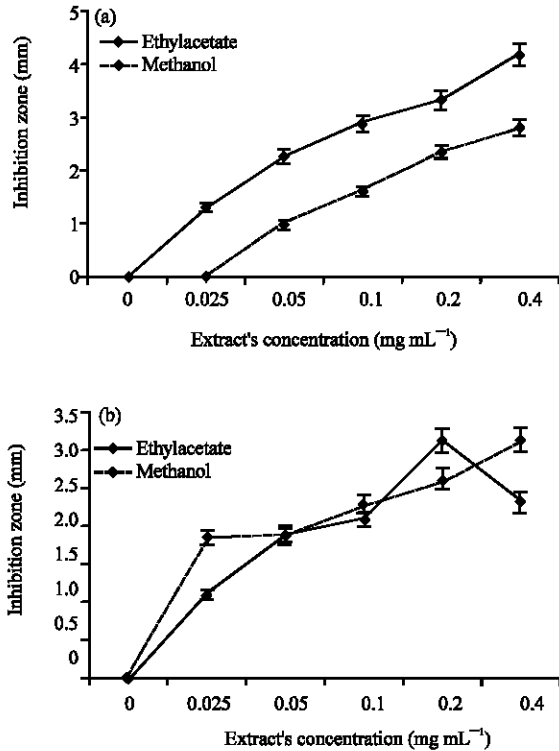 (a)
Ethylacetate
Methanol
Inhibition zone (mm)
5
4
3
2
1
0
0 0.025 0.05 0.1 0.2 0.4
Extract's concentration (mg mL⁻¹)
(b)
Ethylacetate
Methanol
Inhibition zone (mm)
3.5
3.0
2.5
2.0
1.5
1.0
0.5
0
0 0.025 0.05 0.1 0.2 0.4
Extract's concentration (mg mL⁻¹)